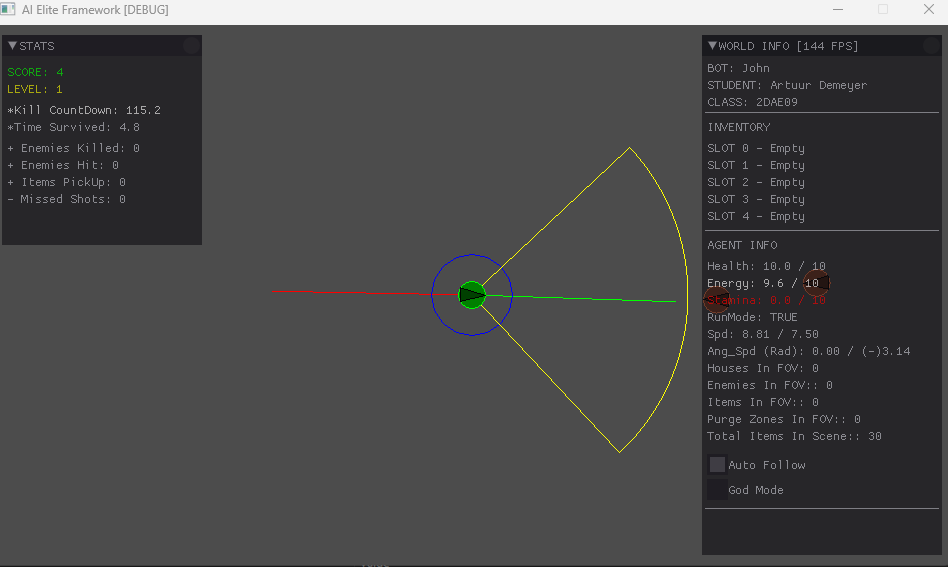 AI Elite Framework [DEBUG]
STATS
SCORE: 4
LEVEL: 1
*Kill CountDown: 115.2
*Time Survived: 4.8
+ Enemies Killed: 0
+ Enemies Hit: 0
+ Items PickUp: 0
- Missed Shots: 0
WORLD INFO [144 FPS]
BOT: John
STUDENT: Artuur Demeyer
CLASS: 2DAE09
INVENTORY
SLOT 0 - Empty
SLOT 1 - Empty
SLOT 2 - Empty
SLOT 3 - Empty
SLOT 4 - Empty
AGENT INFO
Health: 10.0 / 10
Energy: 9.6 / 10
Stamina: 0.0 / 10
RunMode: TRUE
Spd: 8.81 / 7.50
Ang_Spd (Rad): 0.00 / (-)3.14
Houses In FOV: 0
Enemies In FOV:: 0
Items In FOV:: 0
Purge Zones In FOV:: 0
Total Items In Scene:: 30
Auto Follow
God Mode